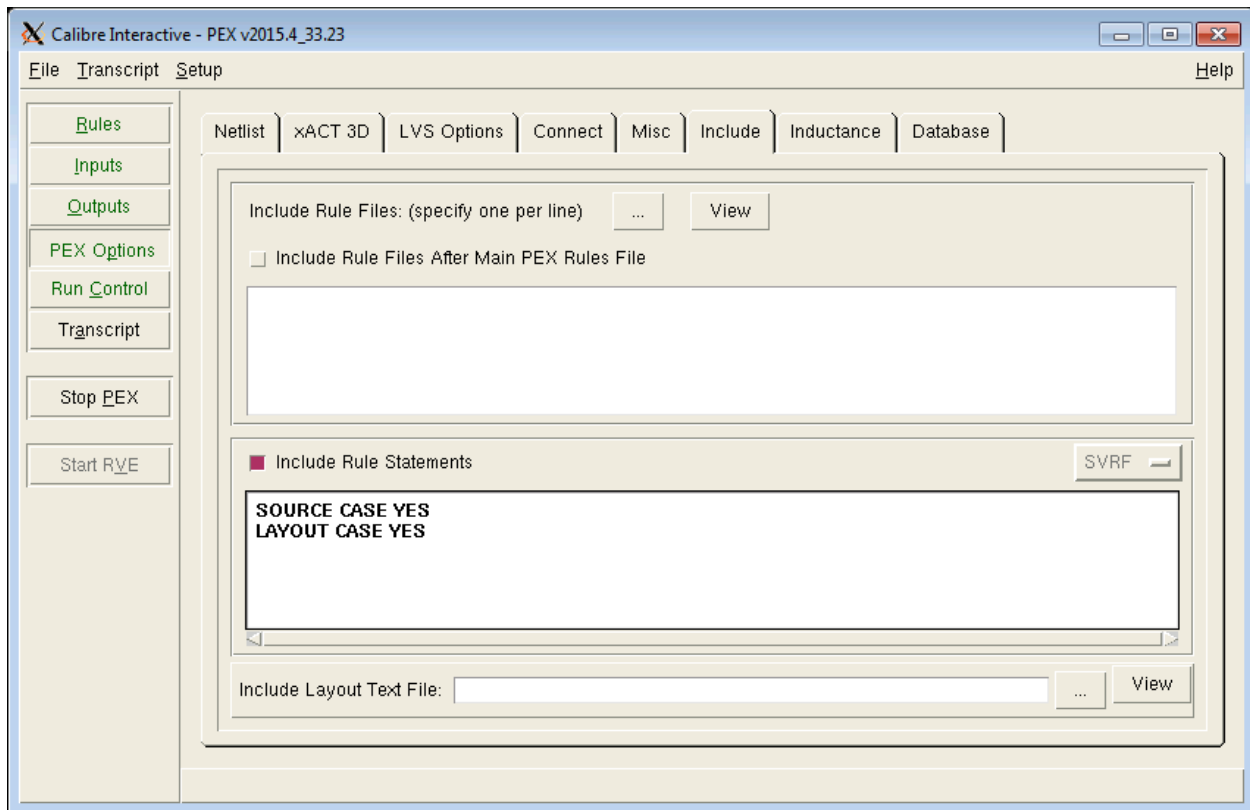 Calibre Interactive - PEX v2015.4_33.23
File Transcript Setup Help
Rules
Inputs
Outputs
PEX Options
Run Control
Transcript
Stop PEX
Start RVE
Netlist xACT 3D LVS Options Connect Misc Include Inductance Database
Include Rule Files: (specify one per line) ... View
Include Rule Files After Main PEX Rules File
Include Rule Statements SVRF
SOURCE CASE YES
LAYOUT CASE YES
Include Layout Text File: ... View